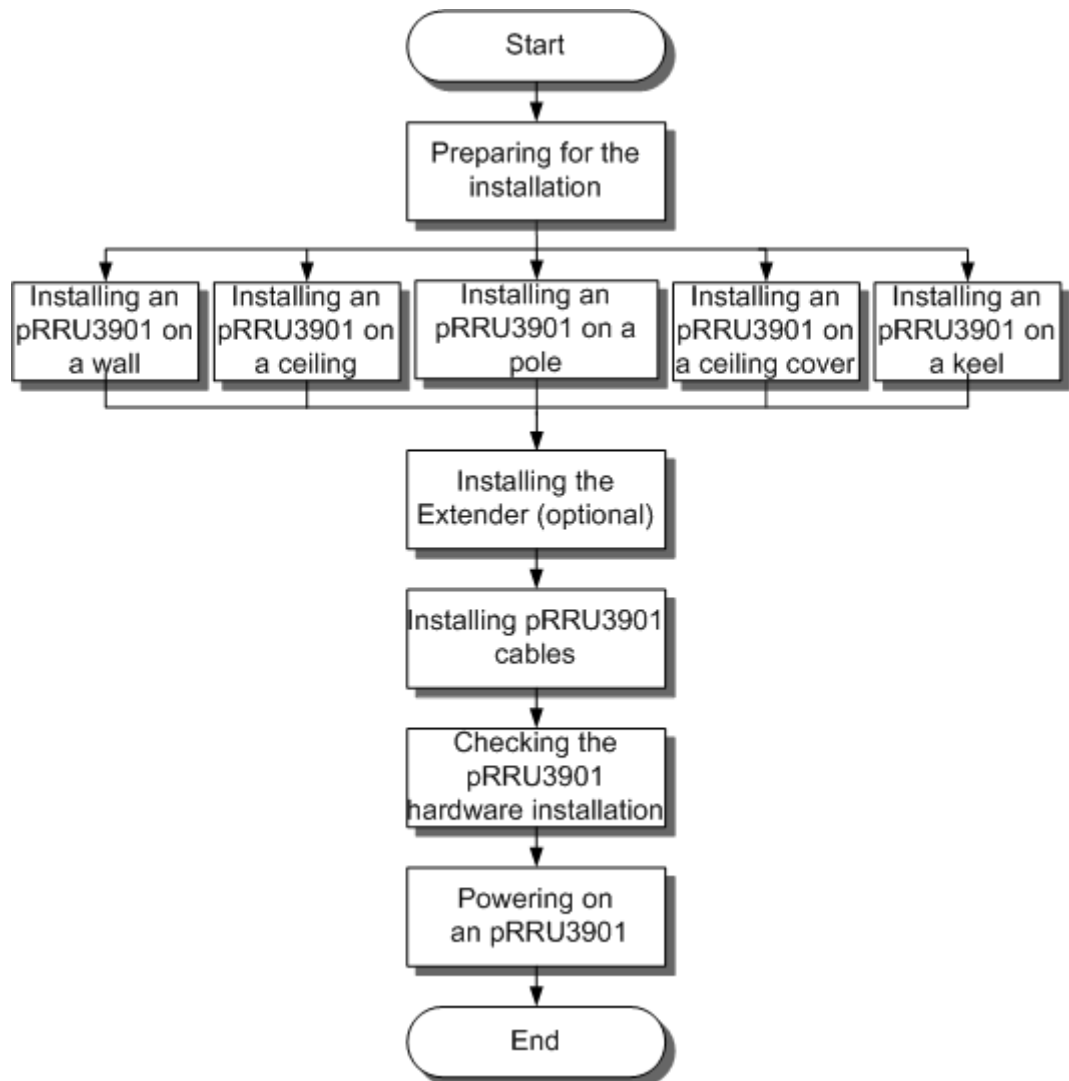 Start
Preparing for the
installation
Installing an
pRRU3901 on
a wall
Installing an
pRRU3901 on
a ceiling
Installing an
pRRU3901 on a
pole
Installing an
pRRU3901 on
a ceiling cover
Installing an
pRRU3901 on
a keel
Installing the
Extender (optional)
Installing pRRU3901
cables
Checking the
pRRU3901
hardware installation
Powering on
an pRRU3901
End